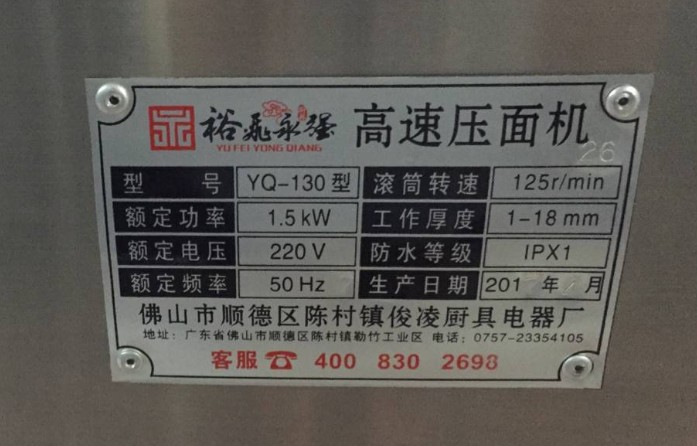 裕飛永强 高速压面机
YU FEI YONG DIANG
26
型 号 YQ-130型 滚筒转速 125r/min
额定功率 1.5kW 工作厚度 1-18mm
额定电压 220V 防水等级 IPX1
额定频率 50Hz 生产日期 201 年 月
佛山市顺德区陈村镇俊凌厨具电器厂
地址：广东省佛山市顺德区陈村镇勒竹工业区 电话：0757-23354105
客服☎ 400 830 2698